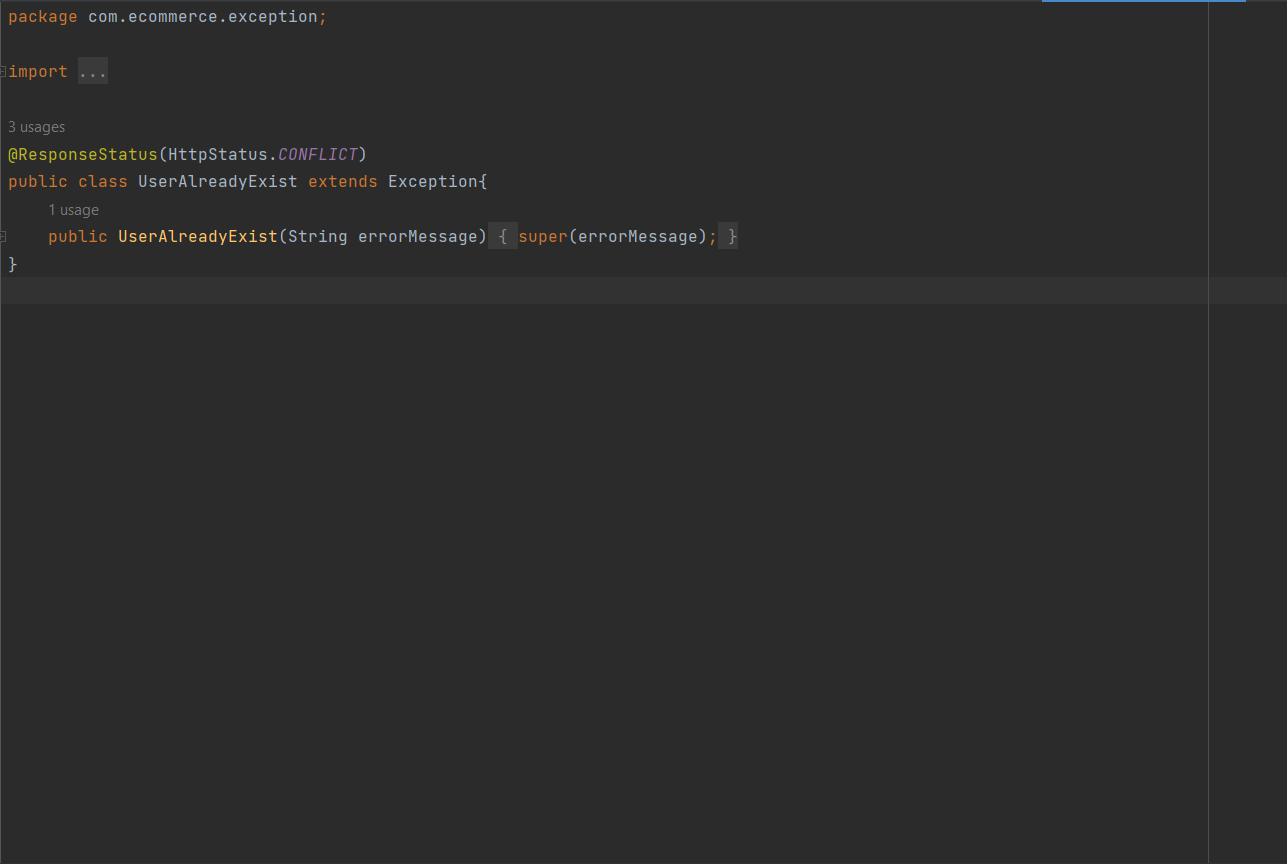 package com.ecommerce.exception;
import ...
3 usages
@ResponseStatus(HttpStatus.CONFLICT)
public class UserAlreadyExist extends Exception{
1 usage
public UserAlreadyExist(String errorMessage) { super(errorMessage); }
}